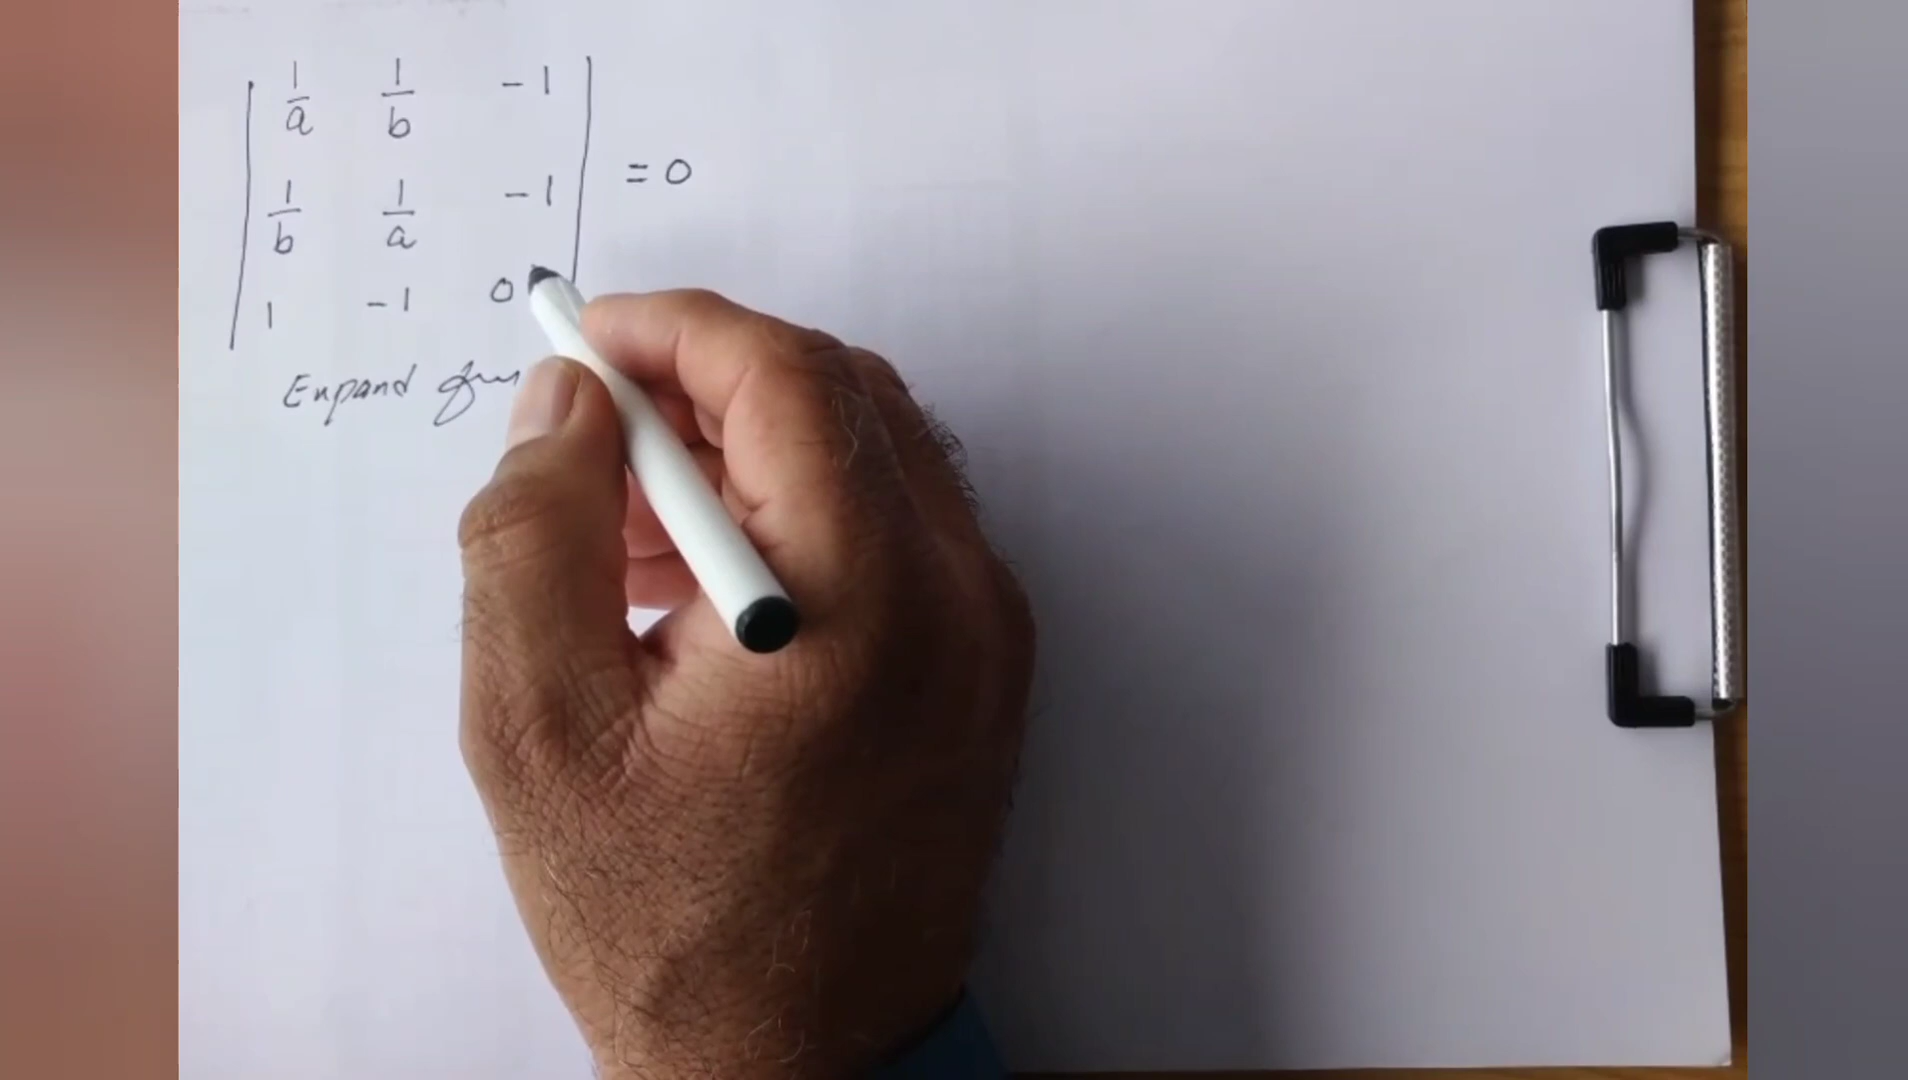 | 1/a 1/b -1 |
| 1/b 1/a -1 | = 0
| 1 -1 0
Expand